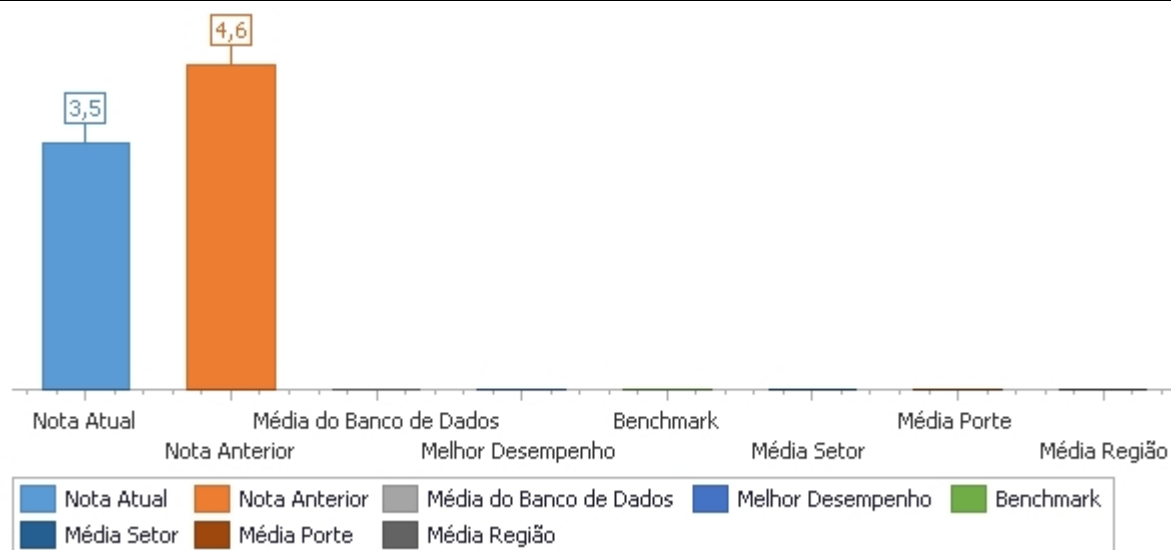 4,6
3,5
Nota Atual Média do Banco de Dados Benchmark Média Porte
Nota Anterior Melhor Desempenho Média Setor Média Região
Nota Atual Nota Anterior Média do Banco de Dados Melhor Desempenho Benchmark
Média Setor Média Porte Média Região